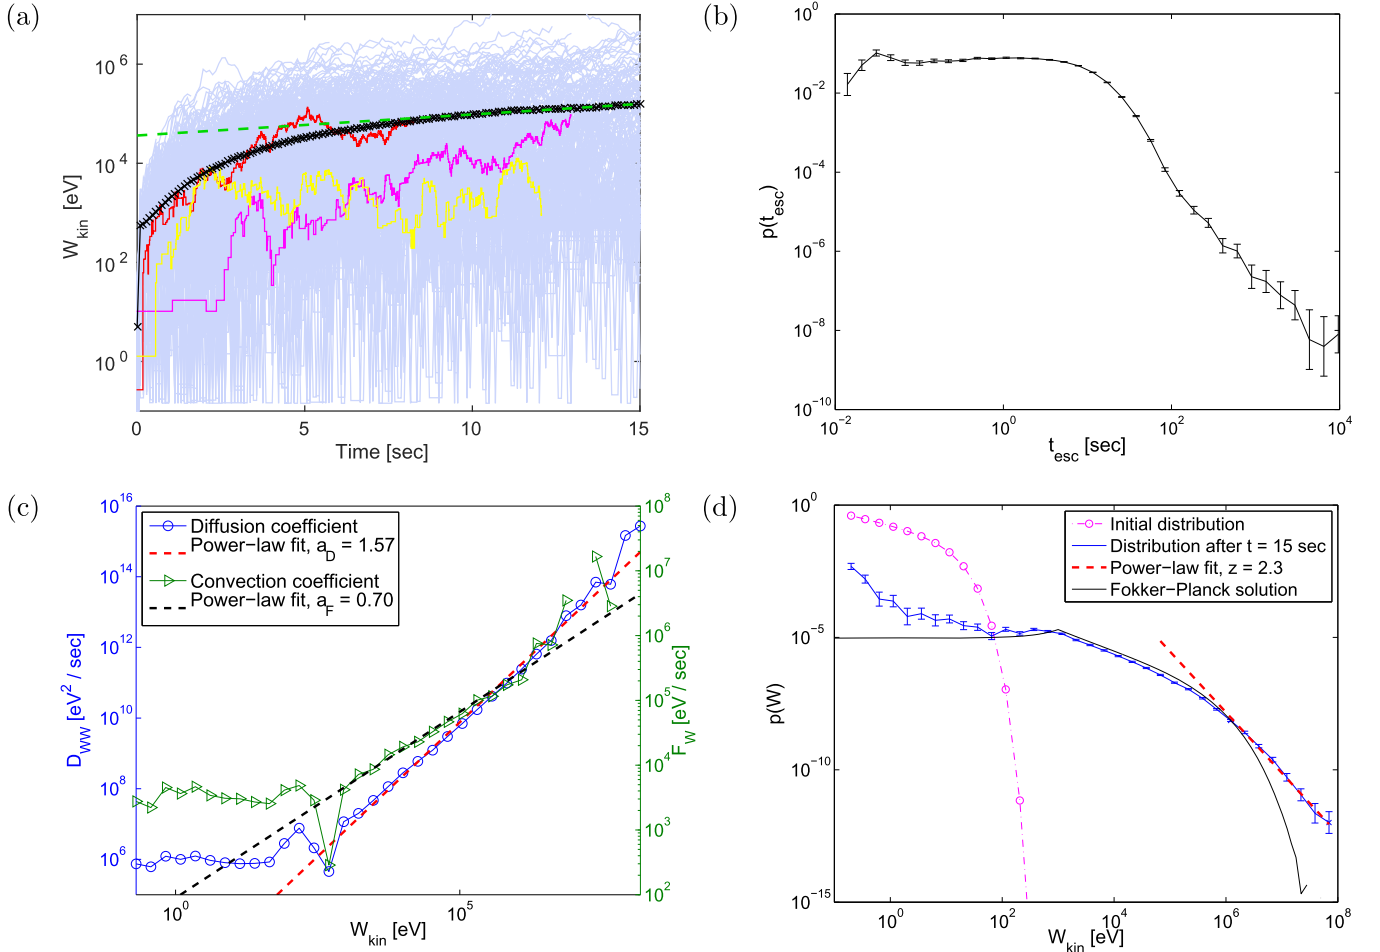 (a)
10^6
10^4
10^2
10^0
W_kin [eV]
0
5
10
15
Time [sec]
(b)
10^0
10^−2
10^−4
10^−6
10^−8
10^−10
p(t_esc)
10^−2
10^0
10^2
10^4
t_esc [sec]
(c)
10^16
10^14
10^12
10^10
10^8
10^6
D_WW [eV^2 / sec]
Diffusion coefficient
Power−law fit, a_D = 1.57
Convection coefficient
Power−law fit, a_F = 0.70
10^8
10^7
10^6
10^5
10^4
10^3
10^2
F_W [eV / sec]
10^0
10^5
W_kin [eV]
(d)
10^0
10^−5
10^−10
10^−15
p(W)
Initial distribution
Distribution after t = 15 sec
Power−law fit, z = 2.3
Fokker−Planck solution
10^0
10^2
10^4
10^6
10^8
W_kin [eV]